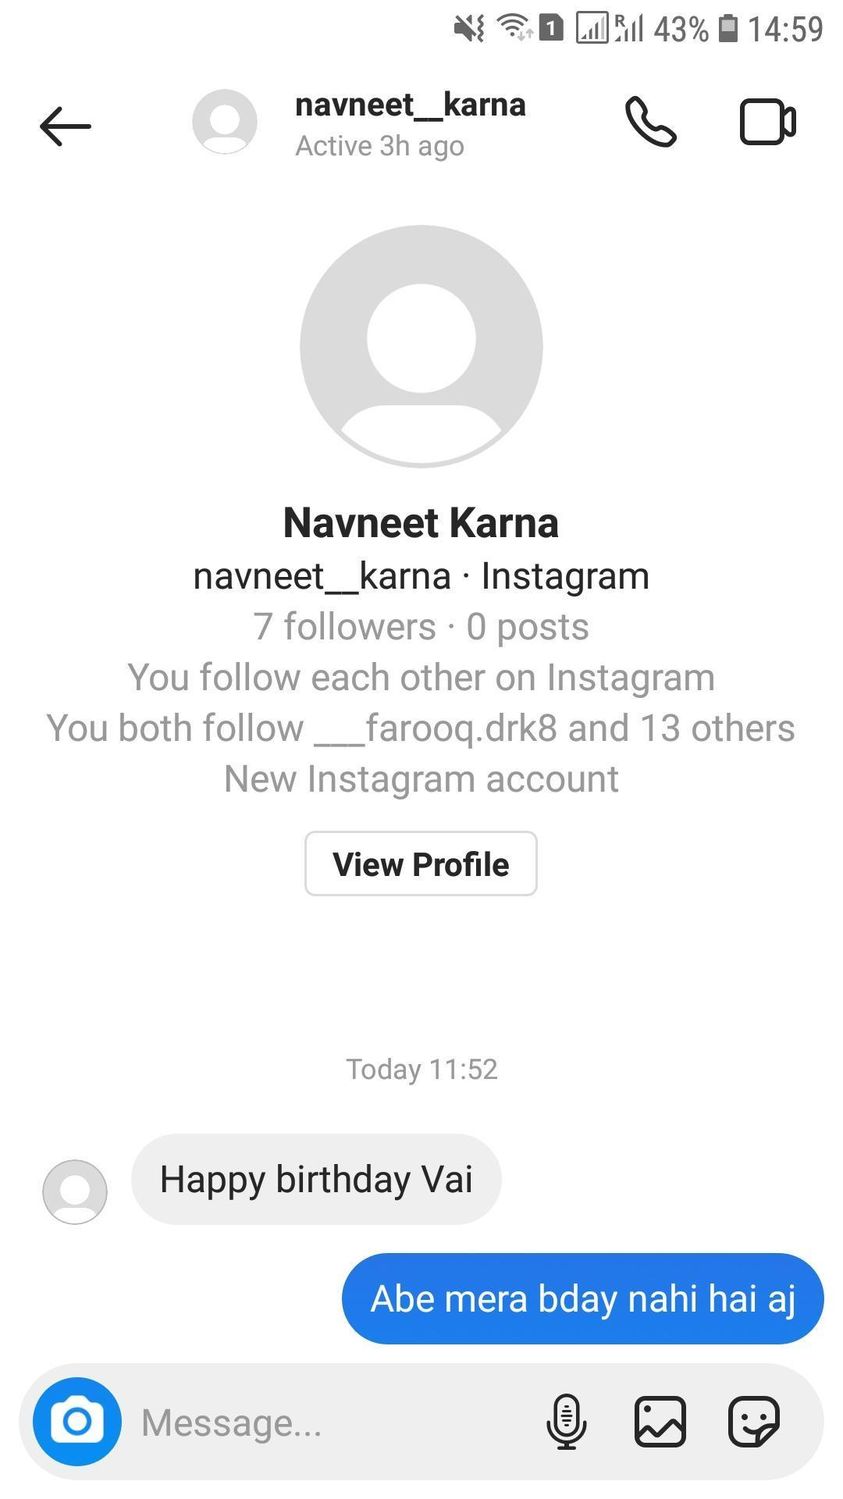 1 R 43% 14:59
navneet__karna
Active 3h ago
Navneet Karna
navneet__karna · Instagram
7 followers · 0 posts
You follow each other on Instagram
You both follow ___farooq.drk8 and 13 others
New Instagram account
View Profile
Today 11:52
Happy birthday Vai
Abe mera bday nahi hai aj
Message...